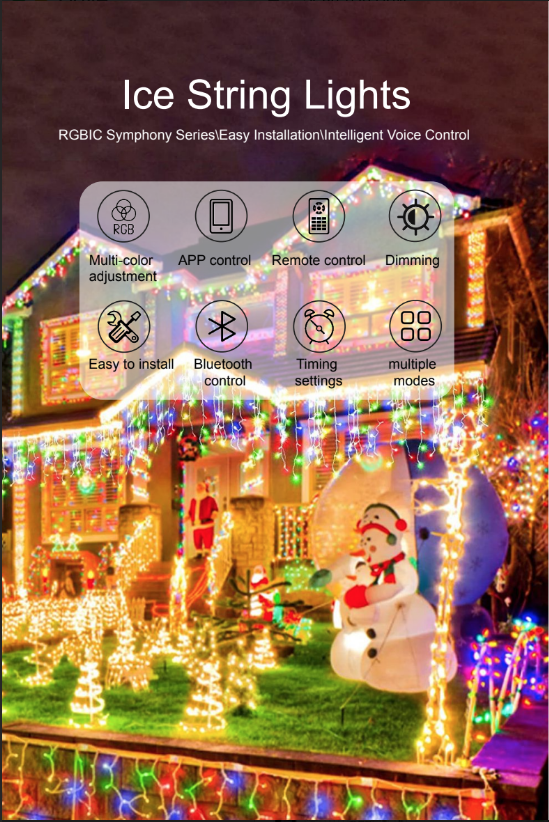 Ice String Lights
RGBIC Symphony Series\Easy Installation\Intelligent Voice Control
RGB
Multi-color
adjustment
APP control
Remote control
Dimming
Easy to install
Bluetooth
control
Timing
settings
multiple
modes